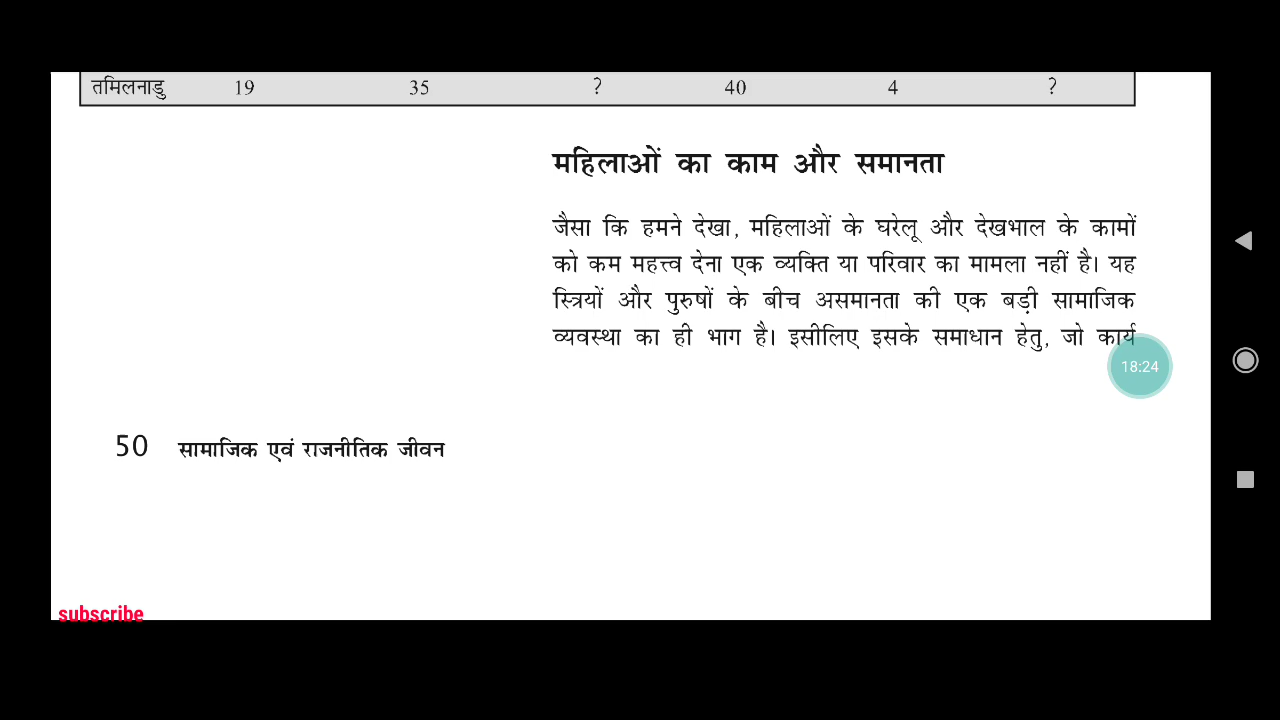 तमिलनाडु 19 35 ? 40 4 ?
महिलाओं का काम और समानता
जैसा कि हमने देखा, महिलाओं के घरेलू और देखभाल के कामों
को कम महत्त्व देना एक व्यक्ति या परिवार का मामला नहीं है। यह
स्त्रियों और पुरुषों के बीच असमानता की एक बड़ी सामाजिक
व्यवस्था का ही भाग है। इसीलिए इसके समाधान हेतु, जो कार्य
18:24
50 सामाजिक एवं राजनीतिक जीवन
subscribe